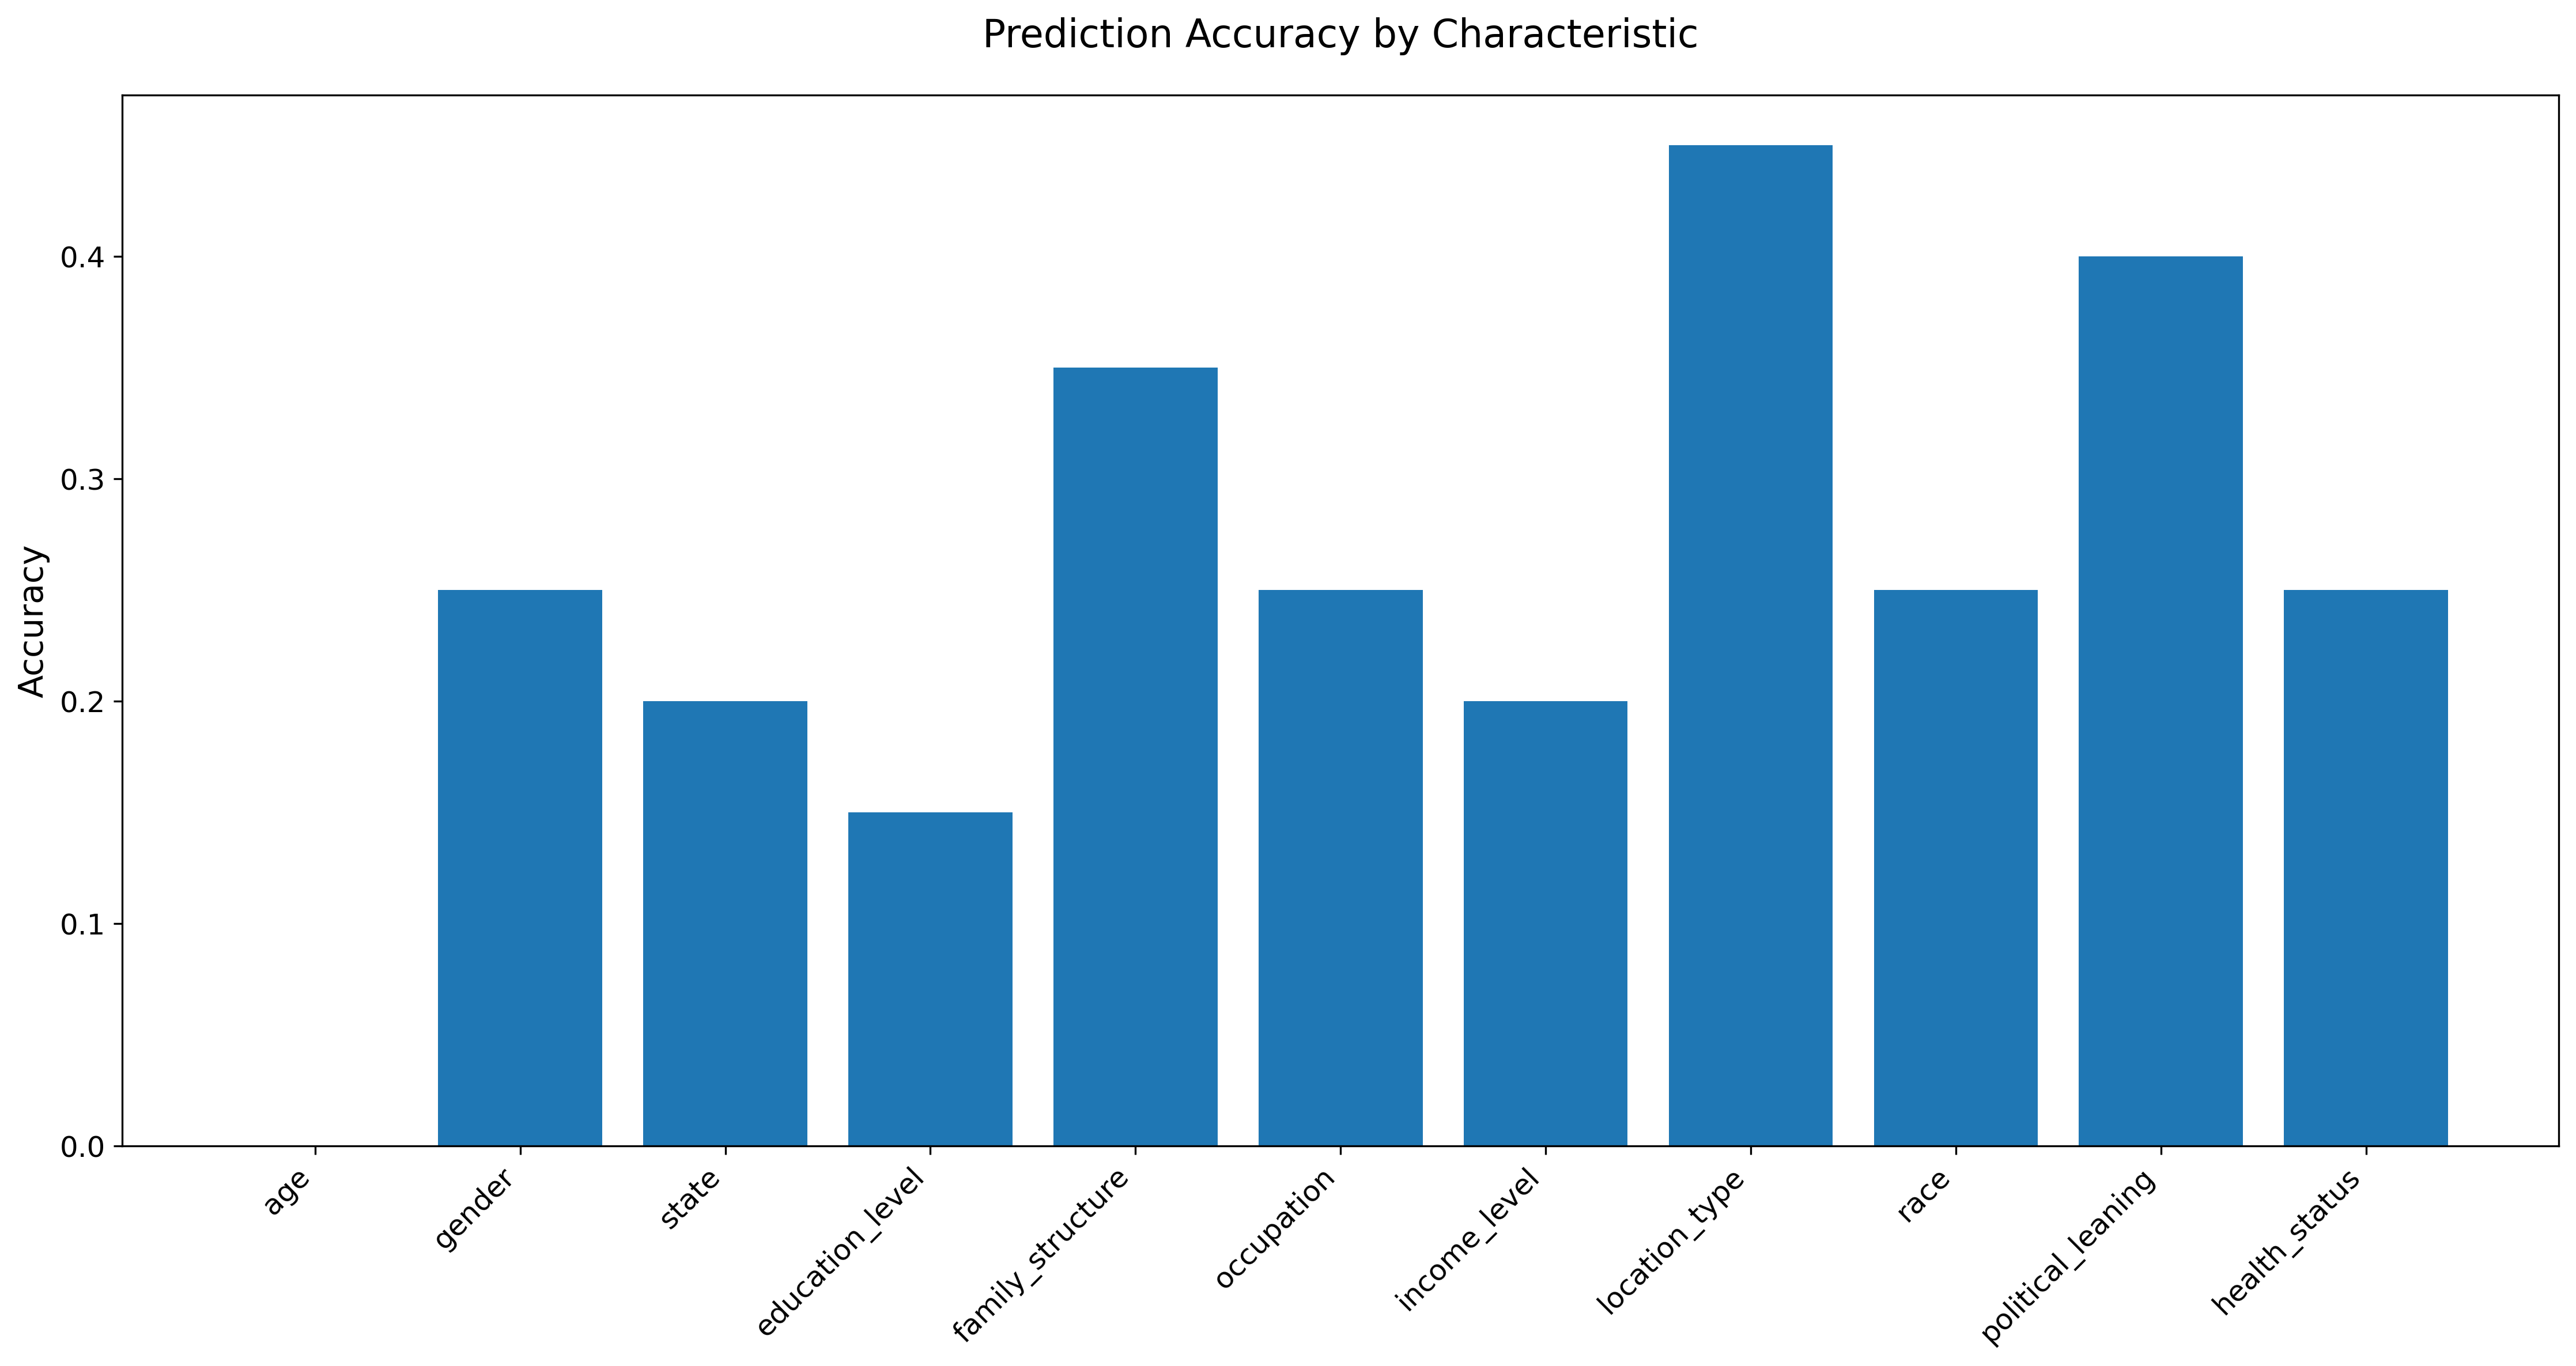 Prediction Accuracy by Characteristic
Accuracy
0.4
0.3
0.2
0.1
0.0
age
gender
state
education_level
family_structure
occupation
income_level
location_type
race
political_leaning
health_status